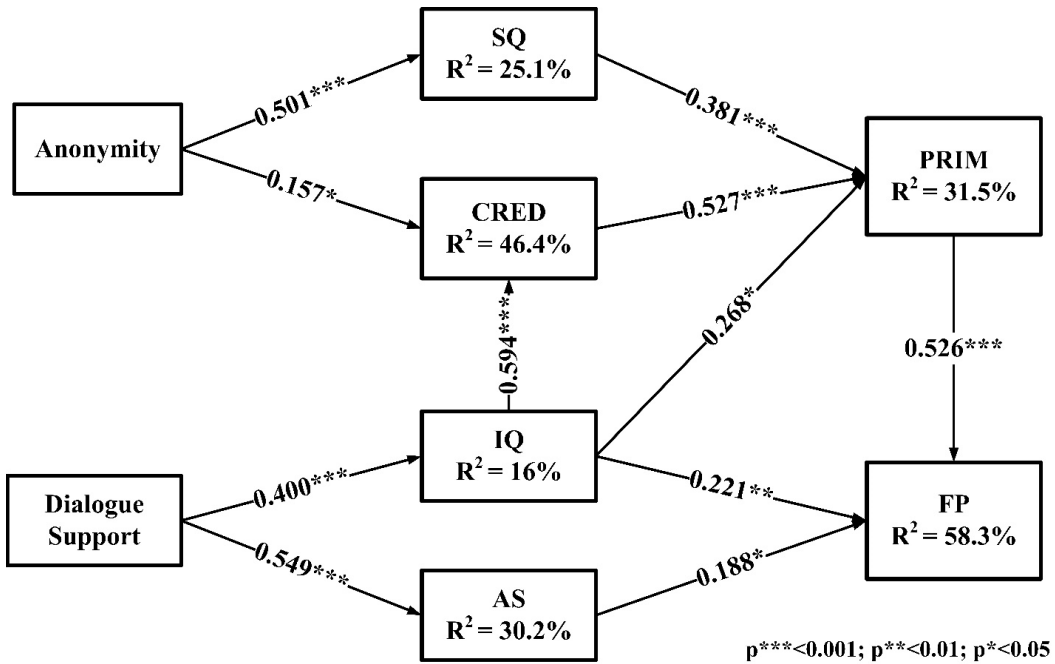 SQ
R² = 25.1%
0.501***
0.381***
Anonymity
PRIM
R² = 31.5%
0.157*
CRED
R² = 46.4%
0.527***
0.594***
0.268*
0.526***
IQ
R² = 16%
0.400***
0.221**
Dialogue
Support
FP
R² = 58.3%
0.549***
AS
R² = 30.2%
0.188*
p***<0.001; p**<0.01; p*<0.05